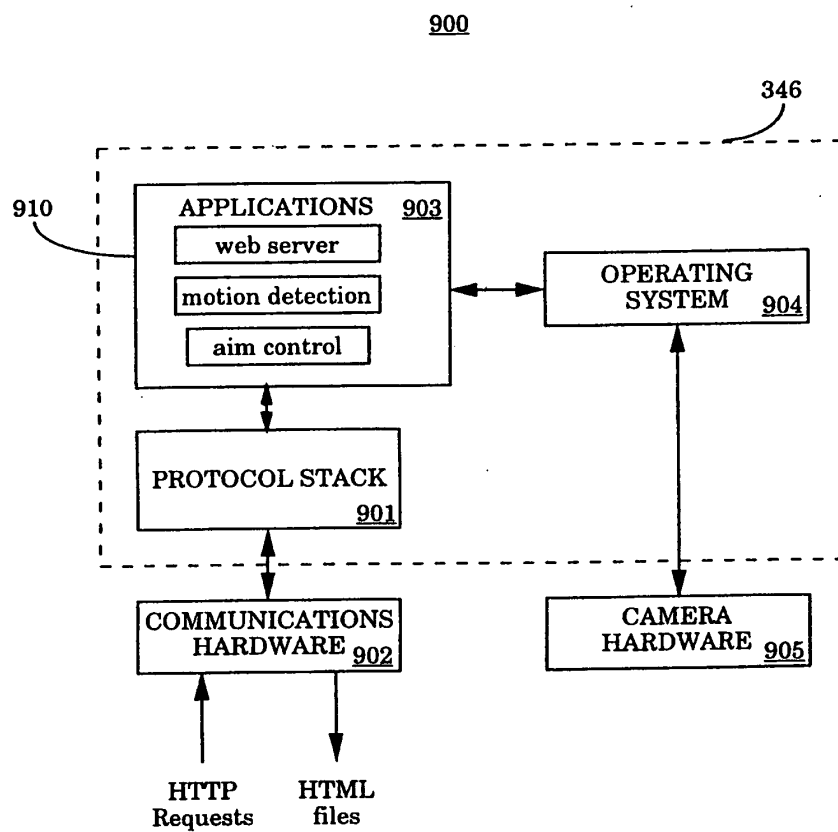 900
346
910
APPLICATIONS 903
web server
motion detection
aim control
OPERATING
SYSTEM 904
PROTOCOL STACK
901
COMMUNICATIONS
HARDWARE 902
CAMERA
HARDWARE 905
HTTP
Requests
HTML
files